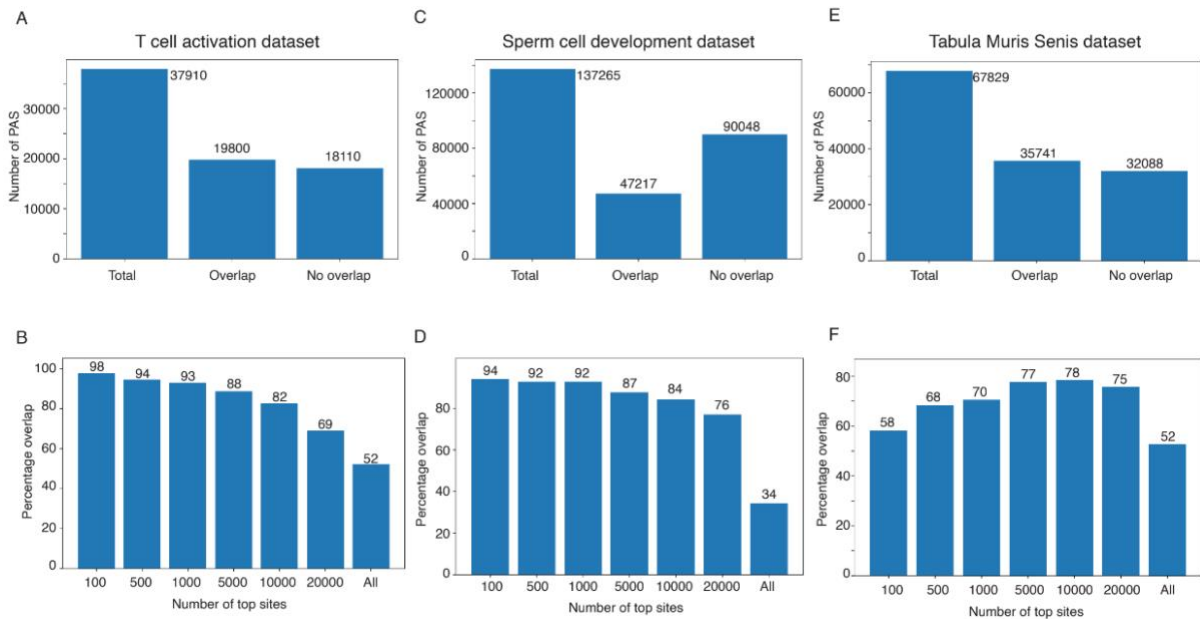 A
T cell activation dataset
Number of PAS
30000
20000
10000
0
37910
19800
18110
Total Overlap No overlap
C
Sperm cell development dataset
Number of PAS
120000
80000
40000
0
137265
47217
90048
Total Overlap No overlap
E
Tabula Muris Senis dataset
Number of PAS
60000
40000
20000
0
67829
35741
32088
Total Overlap No overlap
B
Percentage overlap
100
80
60
40
20
0
98 94 93 88 82 69 52
100 500 1000 5000 10000 20000 All
Number of top sites
D
Percentage overlap
80
60
40
20
0
94 92 92 87 84 76 34
100 500 1000 5000 10000 20000 All
Number of top sites
F
Percentage overlap
80
60
40
20
0
58 68 70 77 78 75 52
100 500 1000 5000 10000 20000 All
Number of top sites